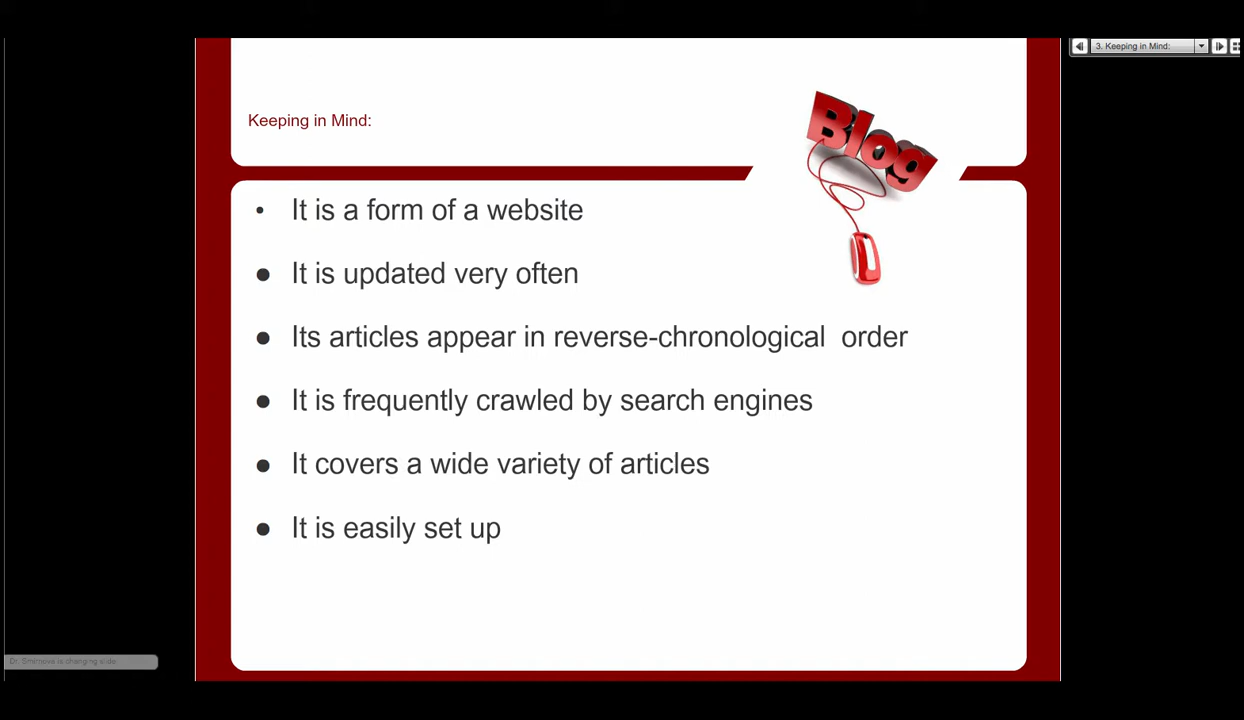 3. Keeping in Mind:
Blog
Keeping in Mind:
• It is a form of a website
● It is updated very often
● Its articles appear in reverse-chronological order
● It is frequently crawled by search engines
● It covers a wide variety of articles
● It is easily set up
Dr. Smirnova is changing slide